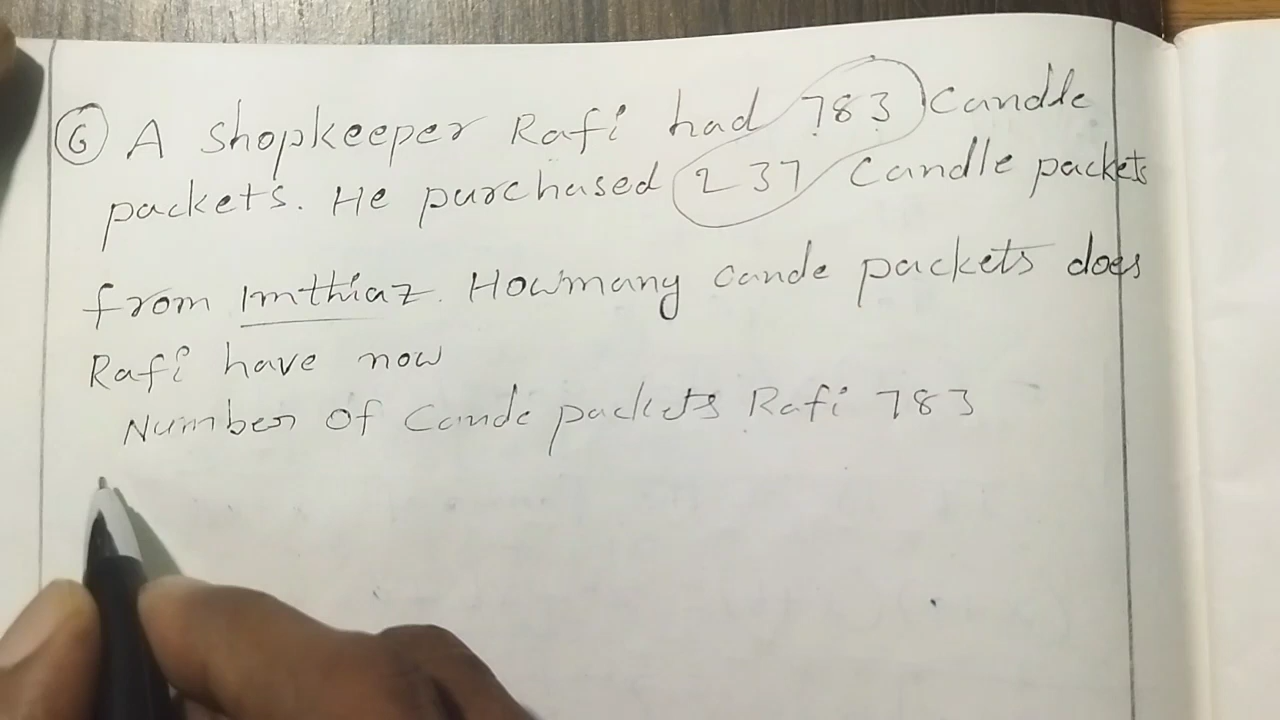 6 A shopkeeper Rafi had 783 Candle
packets. He purchased 237 Candle packets
from Imthiaz. Howmany cande packets does
Rafi have now
Number of Cande packets Rafi 783